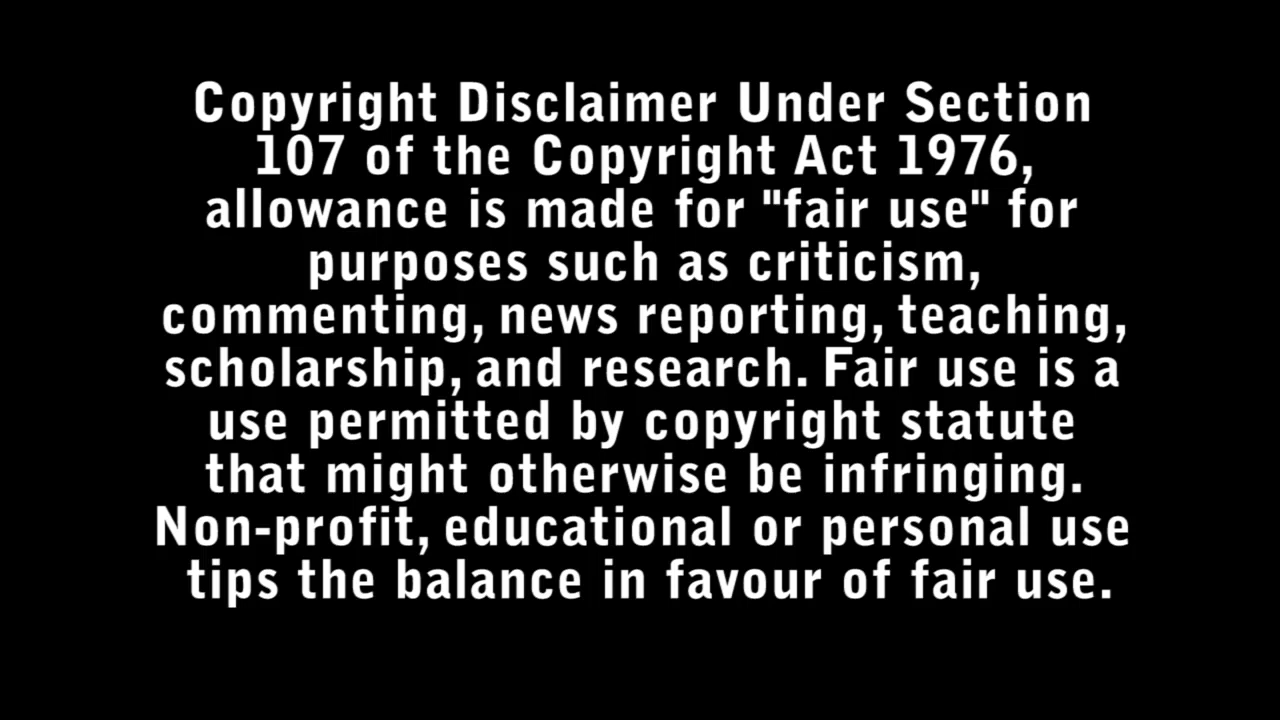 Copyright Disclaimer Under Section
107 of the Copyright Act 1976,
allowance is made for "fair use" for
purposes such as criticism,
commenting, news reporting, teaching,
scholarship, and research. Fair use is a
use permitted by copyright statute
that might otherwise be infringing.
Non-profit, educational or personal use
tips the balance in favour of fair use.